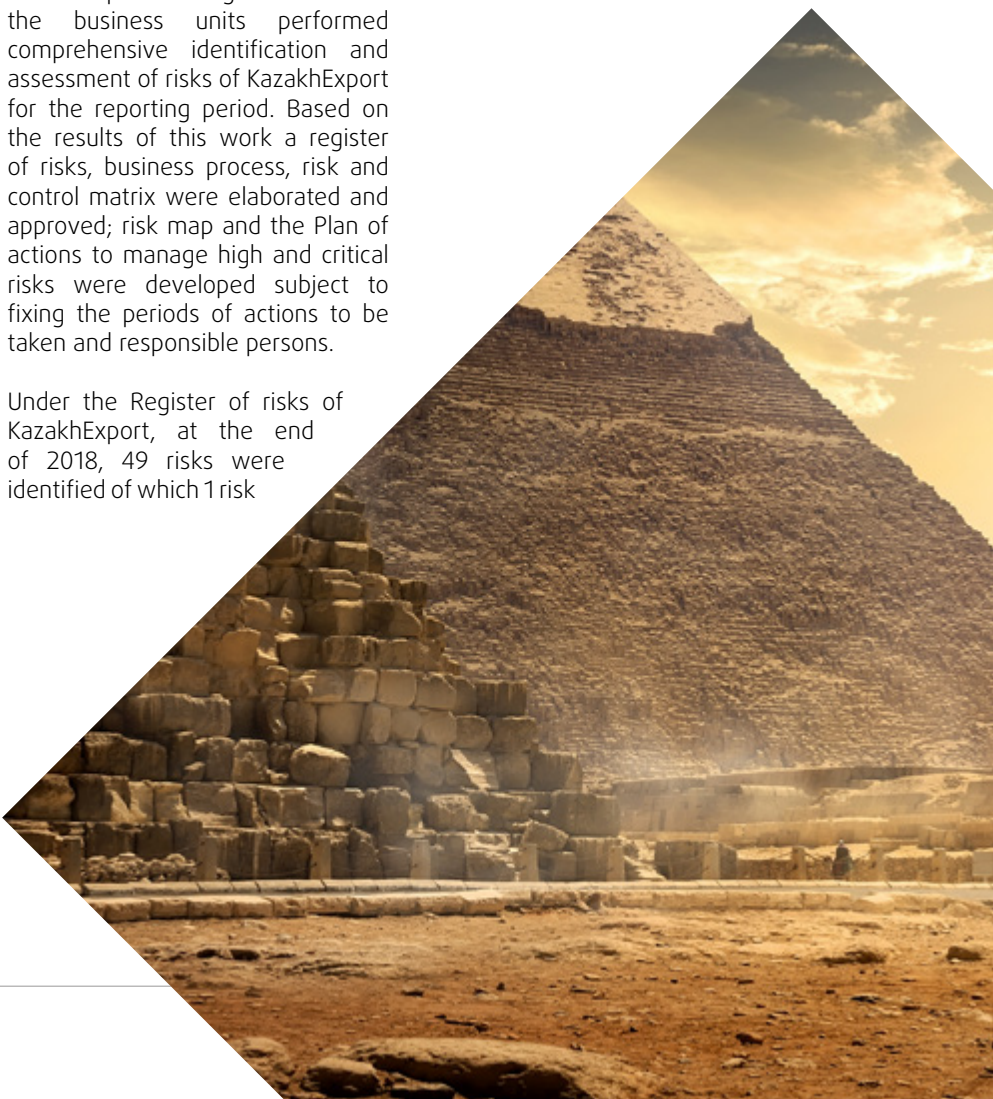 the business units performed
comprehensive identification and
assessment of risks of KazakhExport
for the reporting period. Based on
the results of this work a register
of risks, business process, risk and
control matrix were elaborated and
approved; risk map and the Plan of
actions to manage high and critical
risks were developed subject to
fixing the periods of actions to be
taken and responsible persons.
Under the Register of risks of
KazakhExport, at the end
of 2018, 49 risks were
identified of which 1 risk